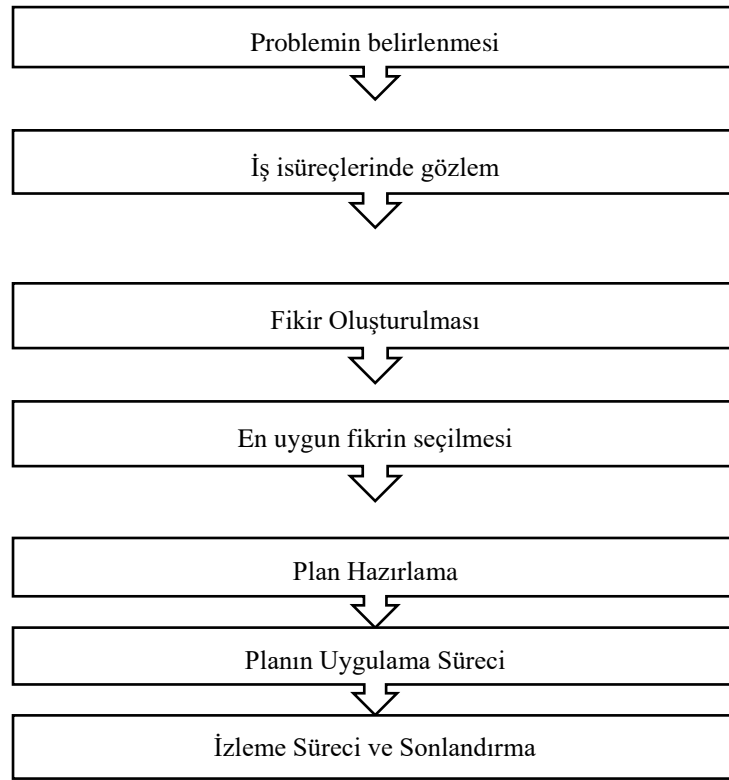 Problemin belirlenmesi
İş isüreçlerinde gözlem
Fikir Oluşturulması
En uygun fikrin seçilmesi
Plan Hazırlama
Planın Uygulama Süreci
İzleme Süreci ve Sonlandırma